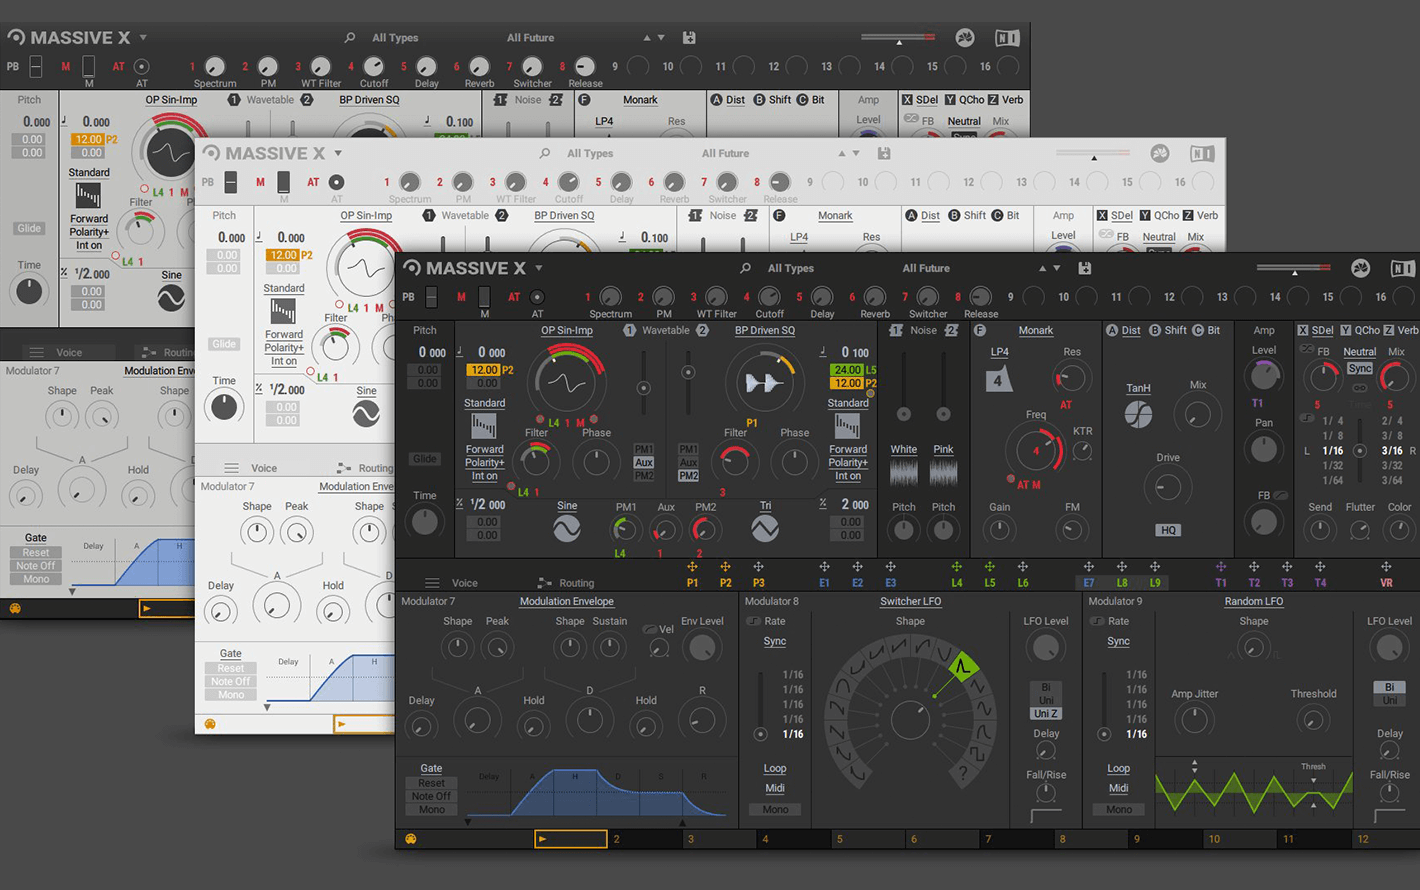 MASSIVE X
All Types
All Future
PB M M AT AT
1 Spectrum 2 PM 3 WT Filter 4 Cutoff 5 Delay 6 Reverb 7 Switcher 8 Release 9 10 11 12 13 14 15 16
Pitch OP Sin-Imp 1 Wavetable 2 BP Driven SQ 1 Noise 2 F Monark A Dist B Shift C Bit Amp X SDel Y QCho Z Verb
0.000 0.000 0.100 LP4 Res Level FB Neutral Mix
0.00 12.00 P2 Sync
0.00 0.00
Standard
L4 1 M
Forward Filter
Glide Polarity+
Int on
L4 1
Time 1/2.000 Sine
0.00
0.00
Voice Routing
Modulator 7 Modulation Enve
Shape Peak Shape
Delay A Hold
Gate
Reset Delay A H
Note Off
Mono
MASSIVE X
All Types
All Future
NI
PB M M AT AT
1 Spectrum 2 PM 3 WT Filter 4 Cutoff 5 Delay 6 Reverb 7 Switcher 8 Release 9 10 11 12 13 14 15 16
Pitch OP Sin-Imp 1 Wavetable 2 BP Driven SQ 1 Noise 2 F Monark A Dist B Shift C Bit Amp X SDel Y QCho Z Verb
0.000 0.000 0.100 LP4 Res Level FB Neutral Mix
0.00 12.00 P2
0.00 0.00
Standard
L4 1 M
Forward Filter
Glide Polarity+
Int on
L4 1
Time 1/2.000 Sine
0.00
0.00
Voice Routing
Modulator 7 Modulation Enve
Shape Peak Shape
Delay A Hold
Gate
Reset Delay A H
Note Off
Mono
MASSIVE X
All Types
All Future
NI
PB M M AT AT
1 Spectrum 2 PM 3 WT Filter 4 Cutoff 5 Delay 6 Reverb 7 Switcher 8 Release 9 10 11 12 13 14 15 16
Pitch OP Sin-Imp 1 Wavetable 2 BP Driven SQ 1 Noise 2 F Monark A Dist B Shift C Bit Amp X SDel Y QCho Z Verb
0 000 0 000 0 100 LP4 Res Level FB Neutral Mix
0.00 12.00 P2 24.00 L5 4 Sync
0.00 0.00 12.00 P2 TanH Mix
Standard P1 Standard AT T1 5 5
L4 1 M Freq Pan 1/4 2/4
Filter Phase PM1 PM1 Filter Phase KTR 1/8 3/8
Forward Aux Aux Forward White Pink 4 L 1/16 3/16 R
Glide Polarity+ PM2 PM2 Polarity+ Drive 1/32 5/16
Int on Int on AT M 1/64 6/16
L4 1 3 FB
Time 1/2 000 Sine PM1 Aux PM2 Tri 2 000 Pitch Pitch Gain FM Send Flutter Color
0.00 0.00 HQ
0.00 L4 1 2 0.00
Voice Routing P1 P2 P3 E1 E2 E3 L4 L5 L6 E7 L8 L9 T1 T2 T3 T4 VR
Modulator 7 Modulation Envelope Modulator 8 Switcher LFO Modulator 9 Random LFO
Shape Peak Shape Sustain Vel Env Level Rate Shape LFO Level Rate Shape LFO Level
Sync Sync
1/16 Bi 1/16 Bi
Delay A Hold D Hold R 1/16 Uni 1/16 Amp Jitter Threshold Uni
1/16 Uni Z 1/16
1/16 1/16
1/16 Delay 1/16 Delay
Gate Loop ? Fall/Rise Loop Thresh Fall/Rise
Reset Delay A H D S R Midi Midi
Note Off
Mono Mono Mono
2 3 4 5 6 7 8 9 10 11 12